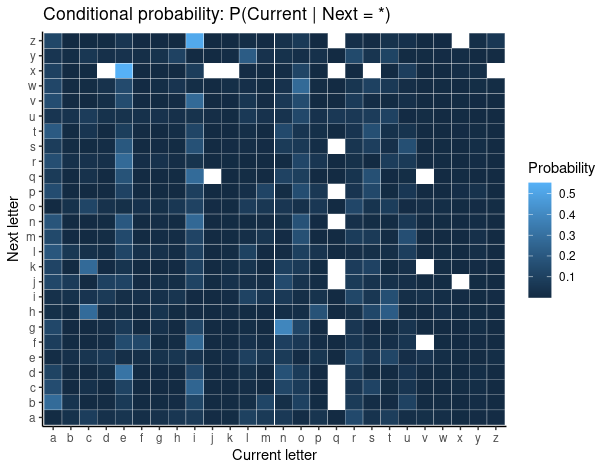 Conditional probability: P(Current | Next = *)
z
y
x
w
v
u
t
s
r
q
p
o
n
m
l
k
j
i
h
g
f
e
d
c
b
a
Next letter
a b c d e f g h i j k l m n o p q r s t u v w x y z
Current letter
Probability
0.5
0.4
0.3
0.2
0.1